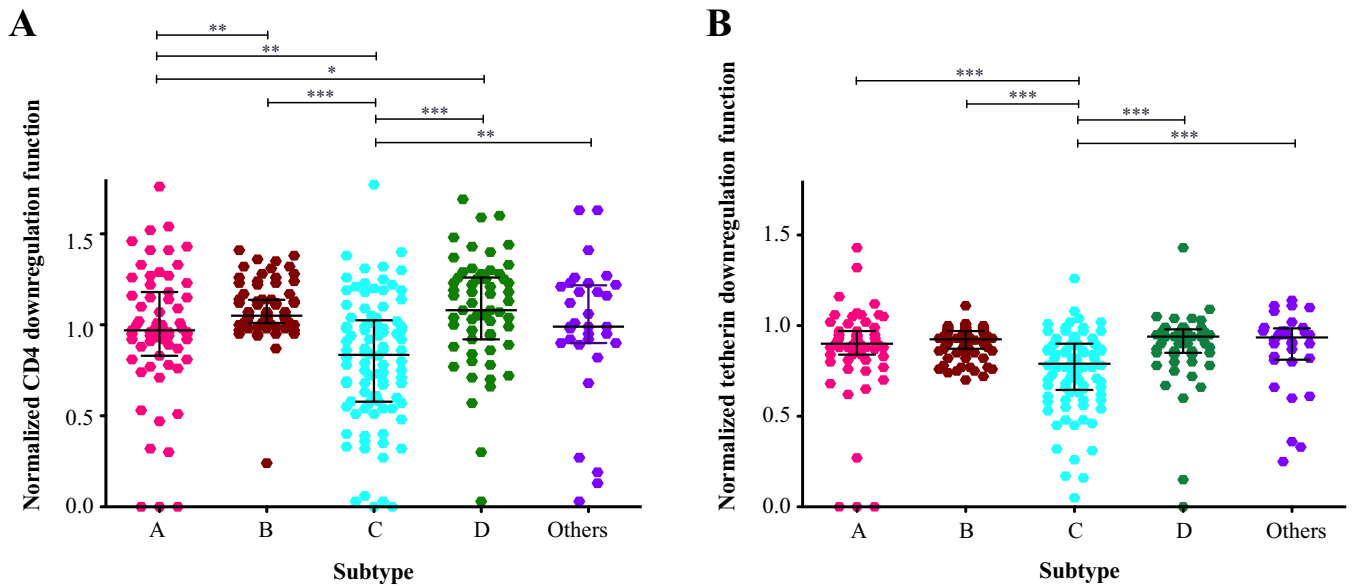 A
**
**
*
***
***
**
Normalized CD4 downregulation function
1.5
1.0
0.5
0.0
A B C D Others
Subtype
B
***
***
***
***
Normalized tetherin downregulation function
1.5
1.0
0.5
0.0
A B C D Others
Subtype